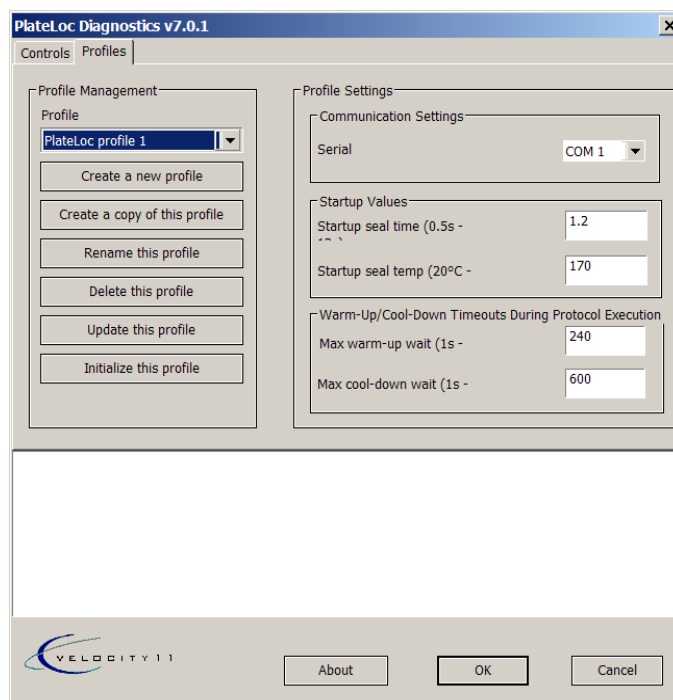 PlateLoc Diagnostics v7.0.1
Controls
Profiles
Profile Management
Profile
PlateLoc profile 1
Create a new profile
Create a copy of this profile
Rename this profile
Delete this profile
Update this profile
Initialize this profile
Profile Settings
Communication Settings
Serial
COM 1
Startup Values
Startup seal time (0.5s -
1.2
Startup seal temp (20°C -
170
Warm-Up/Cool-Down Timeouts During Protocol Execution
Max warm-up wait (1s -
240
Max cool-down wait (1s -
600
VELOCITY11
About
OK
Cancel